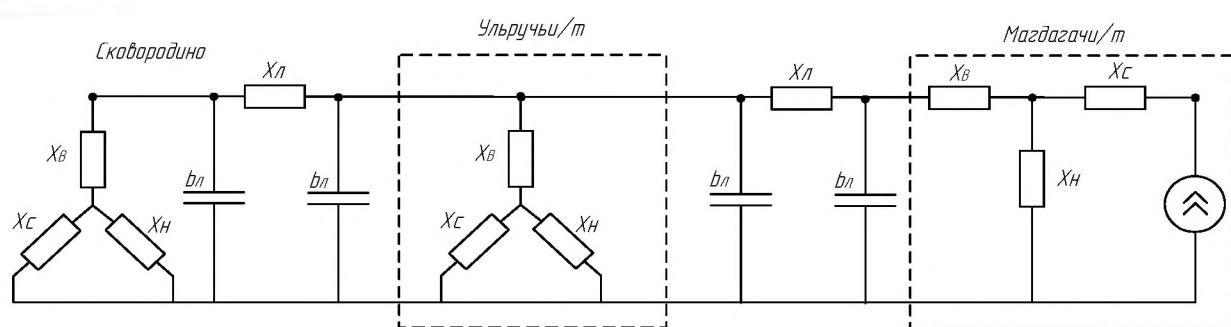 Сковородино
Ульручьи/т
Магдагачи/т
Xл
Xл
Xв
Xс
Xв
Xв
Xн
bл
bл
bл
bл
Xс
Xн
Xс
Xн